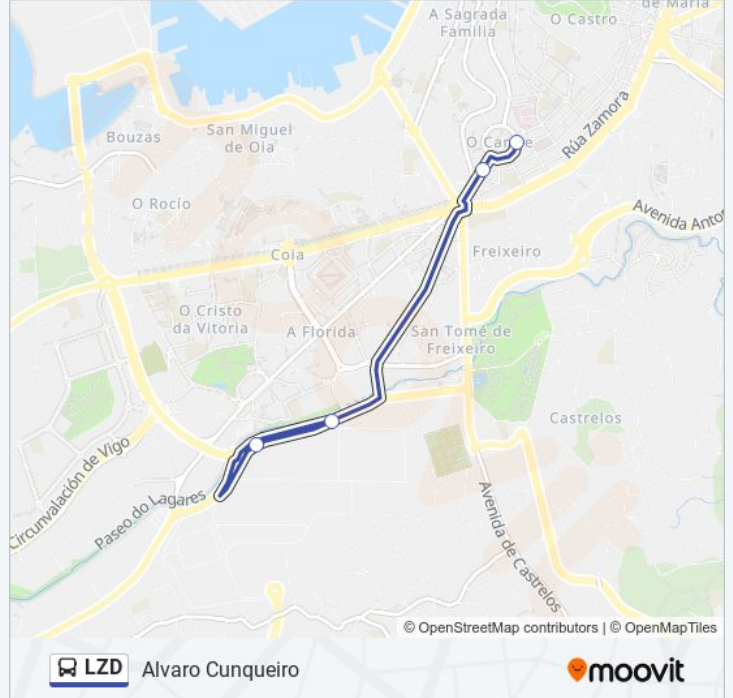 de María
A Sagrada
Familia
O Castro
Bouzas
San Miguel
de Oia
O Ca e
Rúa Zamora
O Rocío
Avenida Anto
Coia
Freixeiro
O Cristo
da Vitoria
A Florida
San Tomé de
Freixeiro
Castrelos
Circunvalación de Vigo
Paseo do Lagares
Avenida de Castrelos
© OpenStreetMap contributors | © OpenMapTiles
LZD Alvaro Cunqueiro
moovit